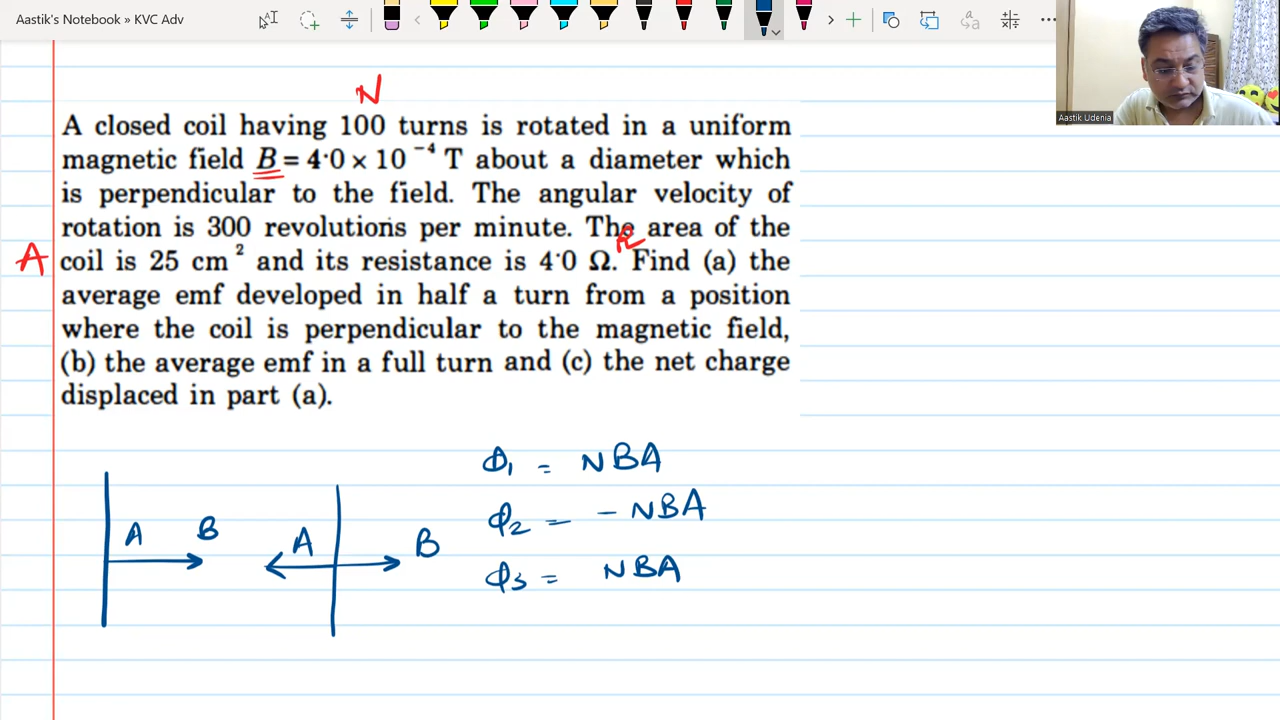 Aastik's Notebook » KVC Adv
Aastik Udenia
N
A closed coil having 100 turns is rotated in a uniform
magnetic field B = 4·0 × 10⁻⁴ T about a diameter which
is perpendicular to the field. The angular velocity of
rotation is 300 revolutions per minute. The area of the
R
A coil is 25 cm² and its resistance is 4·0 Ω. Find (a) the
average emf developed in half a turn from a position
where the coil is perpendicular to the magnetic field,
(b) the average emf in a full turn and (c) the net charge
displaced in part (a).
ϕ₁ = NBA
ϕ₂ = - NBA
ϕ₃ = NBA
A B A B